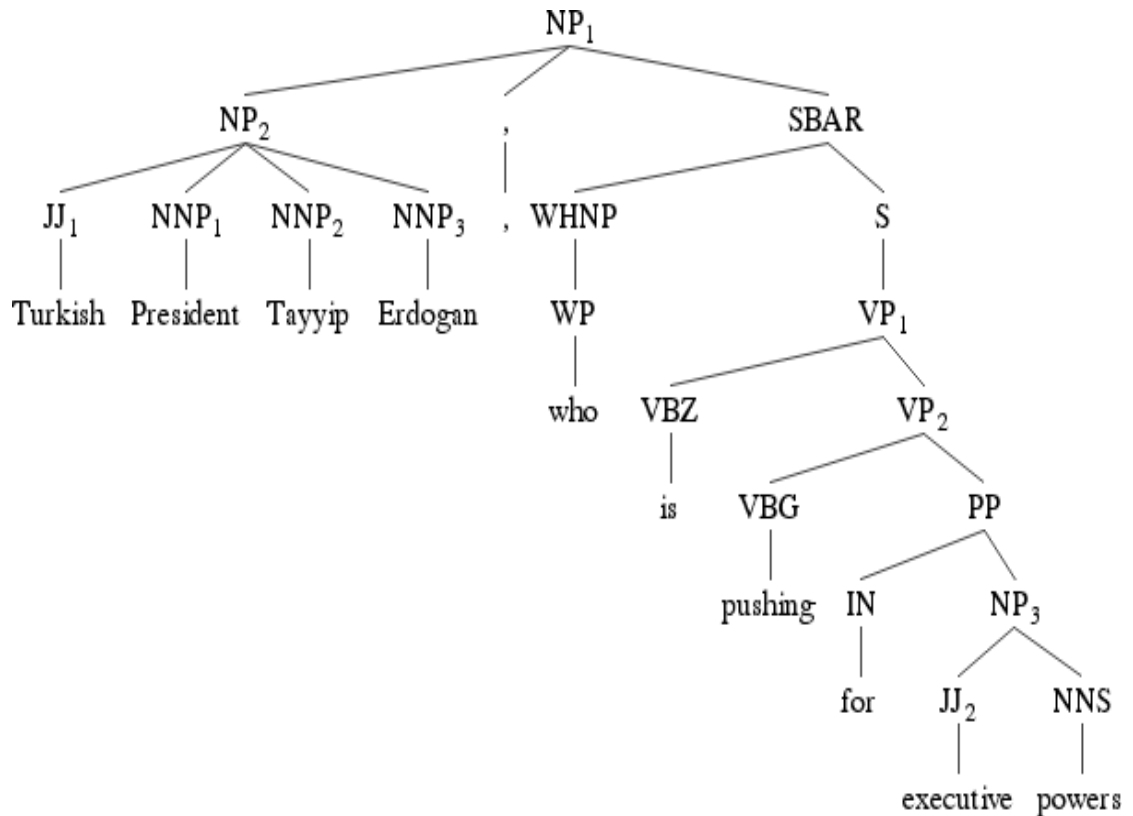 NP1
NP2 , SBAR
JJ1 NNP1 NNP2 NNP3 , WHNP S
Turkish President Tayyip Erdogan WP VP1
who VBZ VP2
is VBG PP
pushing IN NP3
for JJ2 NNS
executive powers